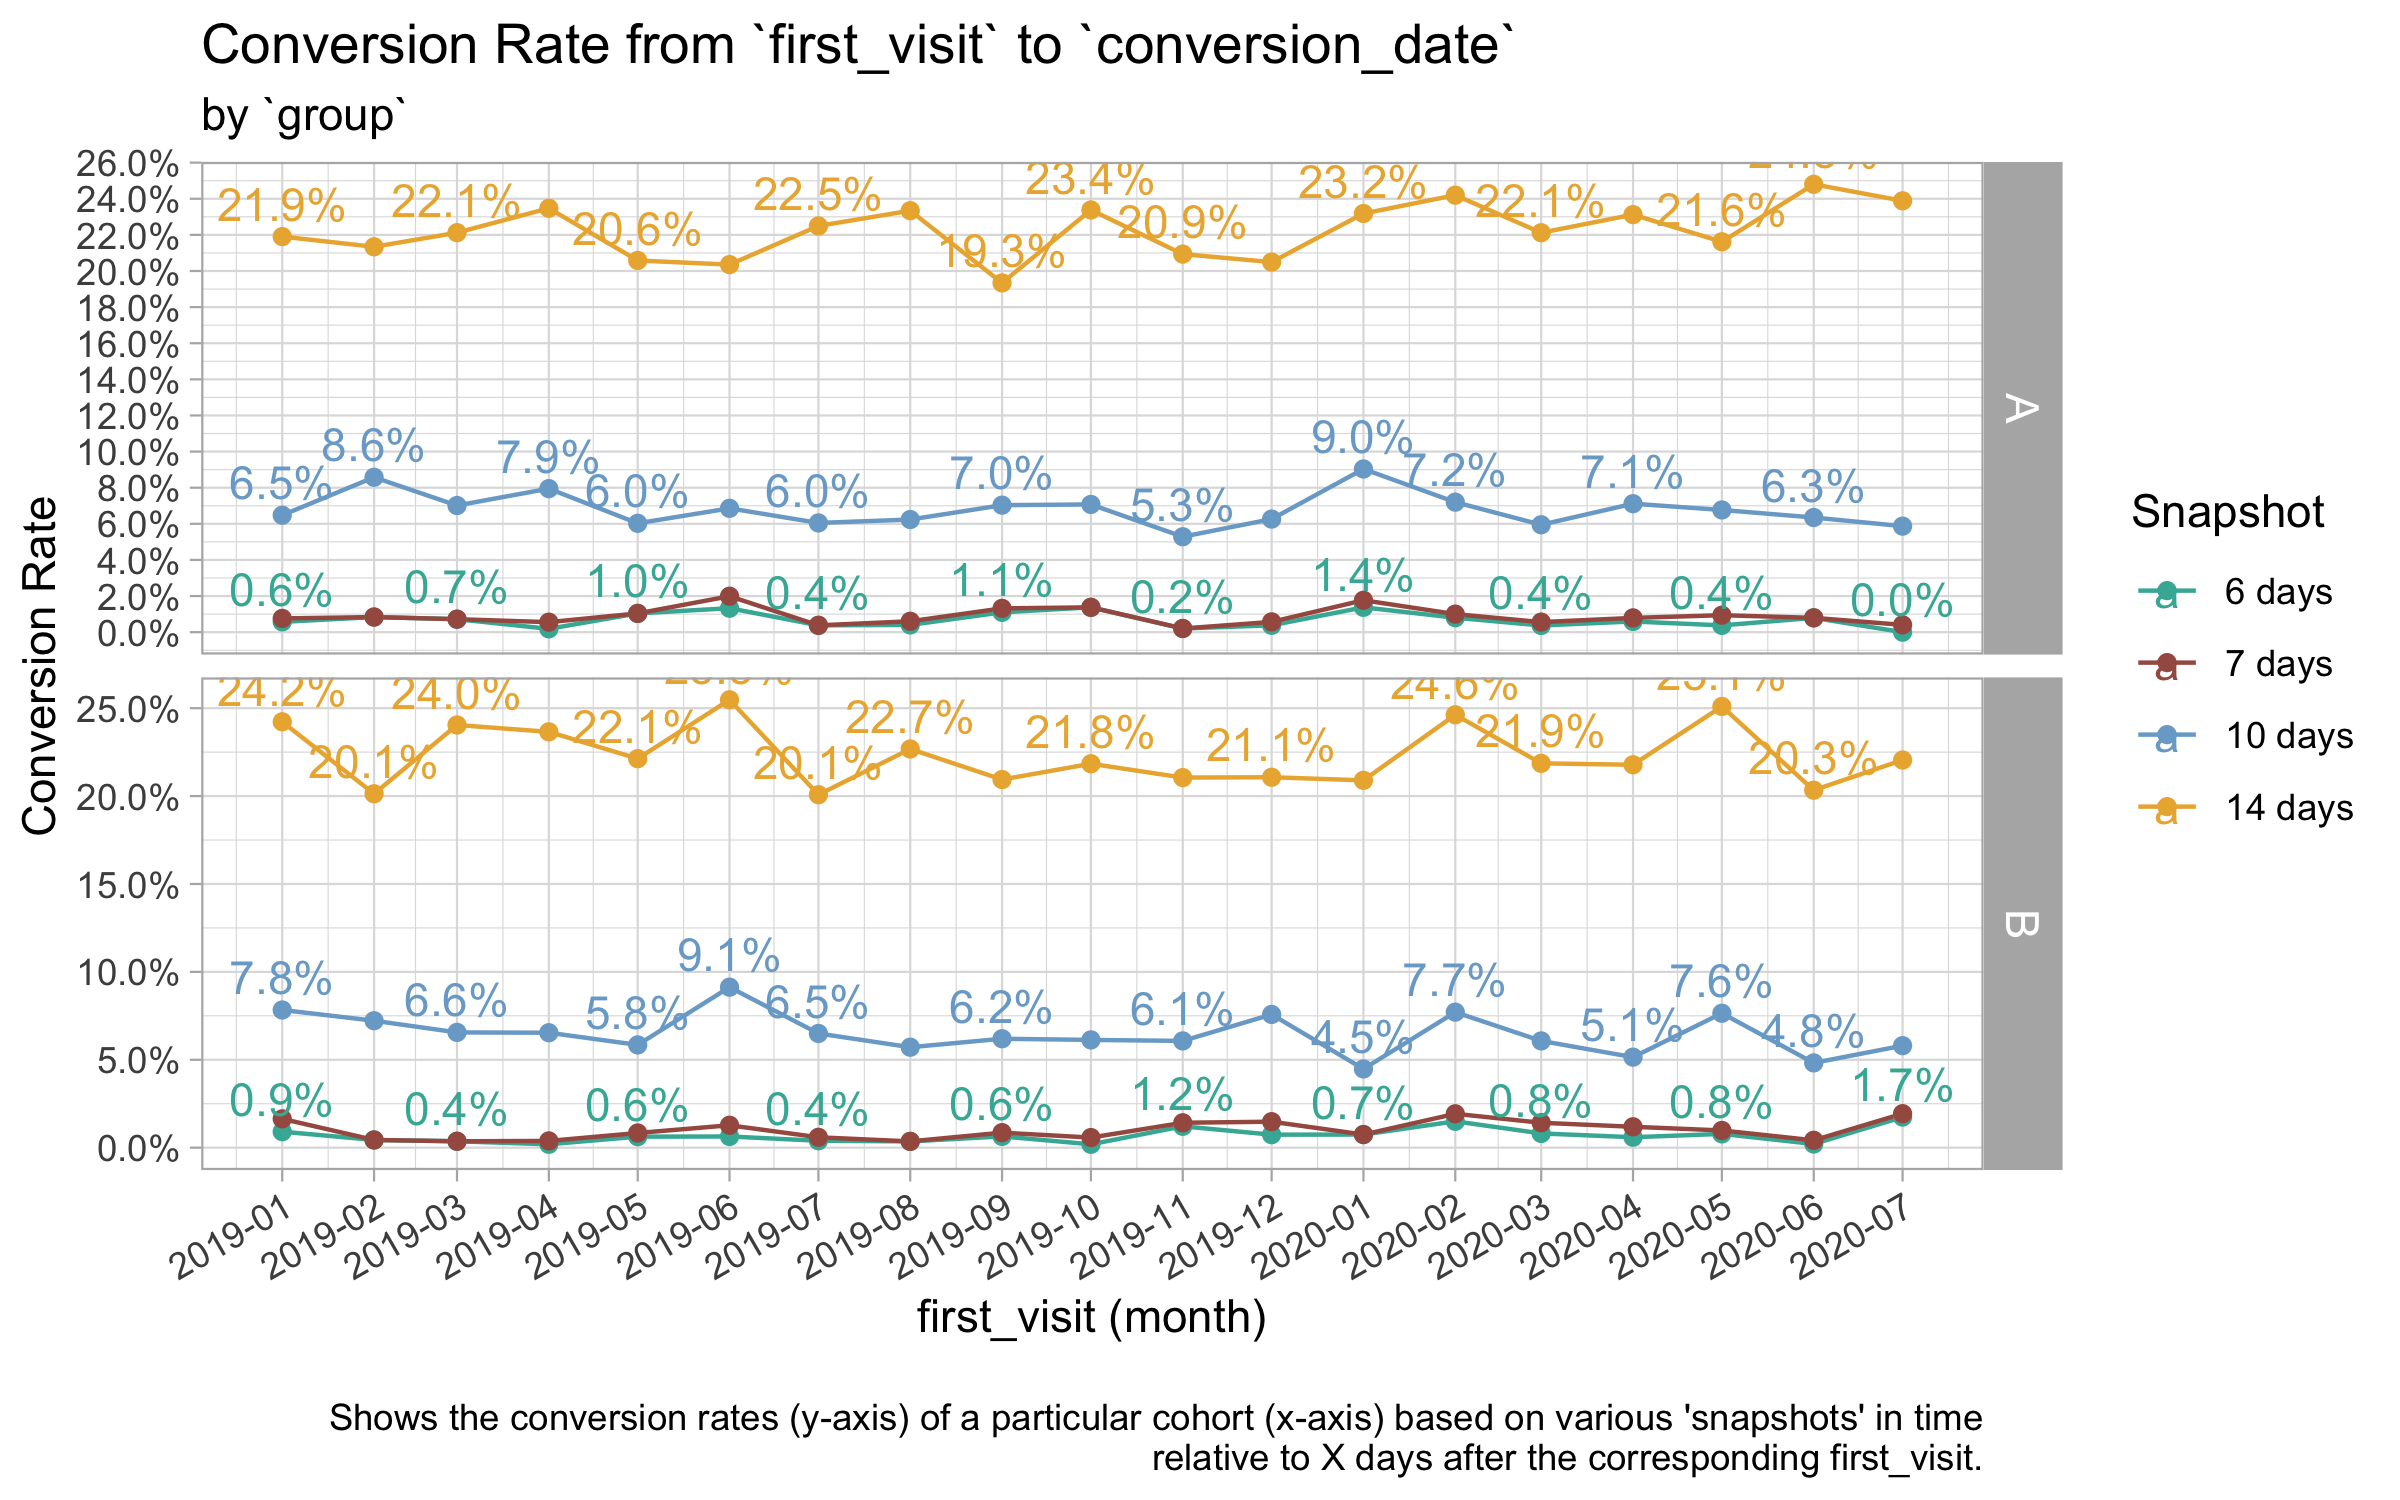 Conversion Rate from `first_visit` to `conversion_date`
by `group`
Conversion Rate
26.0%
24.0%
22.0%
20.0%
18.0%
16.0%
14.0%
12.0%
10.0%
8.0%
6.0%
4.0%
2.0%
0.0%
21.9% 22.1% 20.6% 22.5% 19.3% 23.4% 20.9% 23.2% 22.1% 21.6%
6.5% 8.6% 7.9% 6.0% 6.0% 7.0% 5.3% 9.0% 7.2% 7.1% 6.3%
0.6% 0.7% 1.0% 0.4% 1.1% 0.2% 1.4% 0.4% 0.4% 0.0%
A
25.0%
20.0%
15.0%
10.0%
5.0%
0.0%
24.2% 20.1% 24.0% 22.1% 20.1% 22.7% 21.8% 21.1% 24.6% 21.9% 20.3%
7.8% 6.6% 5.8% 9.1% 6.5% 6.2% 6.1% 4.5% 7.7% 5.1% 7.6% 4.8%
0.9% 0.4% 0.6% 0.4% 0.6% 1.2% 0.7% 0.8% 0.8% 1.7%
B
2019-01 2019-02 2019-03 2019-04 2019-05 2019-06 2019-07 2019-08 2019-09 2019-10 2019-11 2019-12 2020-01 2020-02 2020-03 2020-04 2020-05 2020-06 2020-07
first_visit (month)
Snapshot
a 6 days
a 7 days
a 10 days
a 14 days
Shows the conversion rates (y-axis) of a particular cohort (x-axis) based on various 'snapshots' in time
relative to X days after the corresponding first_visit.